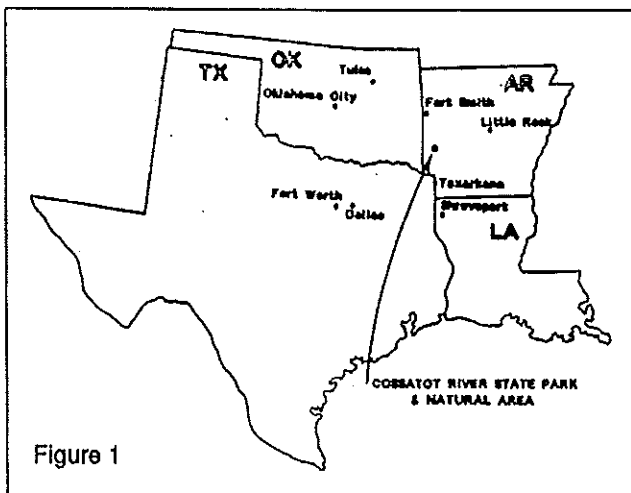 TX
OK
AR
Tulsa
Oklahoma City
Fort Smith
Little Rock
Texarkana
Fort Worth
Dallas
Shreveport
LA
COSSATOT RIVER STATE PARK
& NATURAL AREA
Figure 1